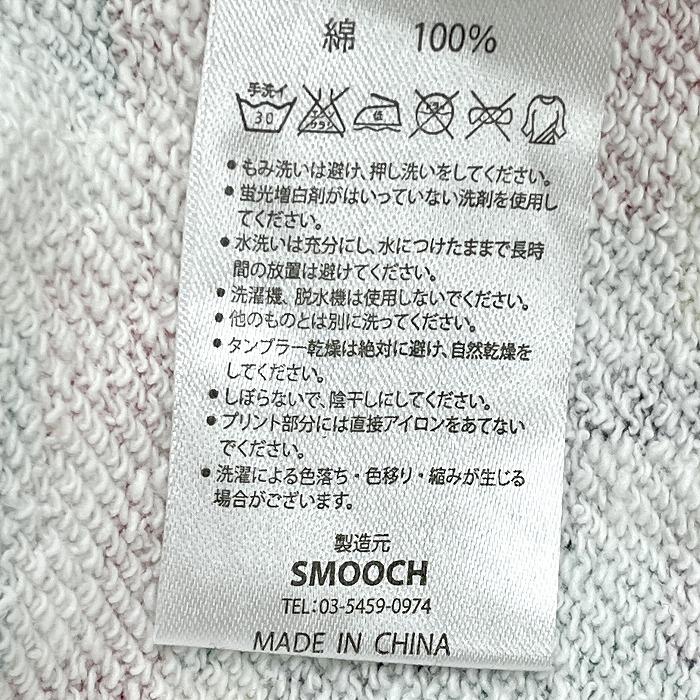 綿 100%
手洗イ
30 エンソサラシ 低 ドライ
•もみ洗いは避け、押し洗いをしてください。
•蛍光増白剤がはいっていない洗剤を使用し
てください。
•水洗いは充分にし、水につけたままで長時
間の放置は避けてください。
•洗濯機、脱水機は使用しないでください。
•他のものとは別に洗ってください。
•タンブラー乾燥は絶対に避け、自然乾燥を
してください。
•しぼらないで、陰干しにしてください。
•プリント部分には直接アイロンをあてない
でください。
•洗濯による色落ち・色移り・縮みが生じる
場合がございます。
製造元
SMOOCH
TEL:03-5459-0974
MADE IN CHINA